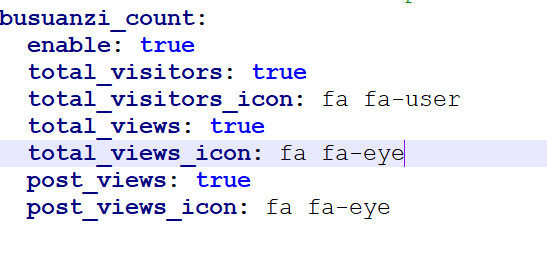 busuanzi_count:
  enable: true
  total_visitors: true
  total_visitors_icon: fa fa-user
  total_views: true
  total_views_icon: fa fa-eye
  post_views: true
  post_views_icon: fa fa-eye